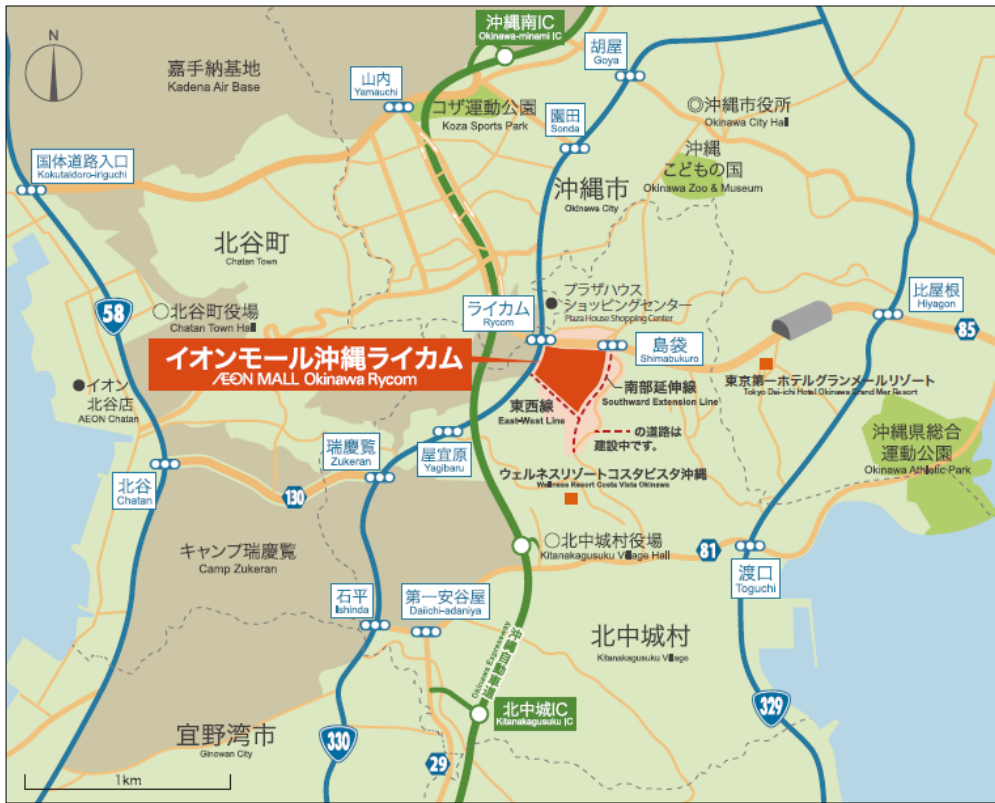 沖縄南IC
Okinawa-minami IC
N
嘉手納基地
Kadena Air Base
山内
Yamauchi
胡屋
Goya
コザ運動公園
Koza Sports Park
◎沖縄市役所
Okinawa City Hall
園田
Sonda
沖縄
こどもの国
Okinawa Zoo & Museum
国体道路入口
Kokutaidoro-iriguchi
沖縄市
Okinawa City
北谷町
Chatan Town
58
○北谷町役場
Chatan Town Hall
ライカム
Rycom
プラザハウス
ショッピングセンター
Plaza House Shopping Center
比屋根
Hiyagon
85
イオンモール沖縄ライカム
ÆON MALL Okinawa Rycom
島袋
Shimabukuro
●イオン
北谷店
AEON Chatan
東西線
East-West Line
南部延伸線
Southward Extension Line
東京第一ホテルグランメールリゾート
Tokyo Dai-ichi Hotel Okinawa Grand Mer Resort
の道路は
建設中です。
瑞慶覧
Zukeran
屋宜原
Yagibaru
沖縄県総合
運動公園
Okinawa Athletic Park
北谷
Chatan
130
ウェルネスリゾートコスタビスタ沖縄
Wellness Resort Costa Vista Okinawa
キャンプ瑞慶覧
Camp Zukeran
○北中城村役場
Kitanakagusuku Village Hall
81
渡口
Toguchi
石平
Ishinda
第一安谷屋
Daiichi-adaniya
北中城村
Kitanakagusuku Village
沖縄自動車道
Okinawa Expressway
北中城IC
Kitanakagusuku IC
329
宜野湾市
Ginowan City
330
29
1km